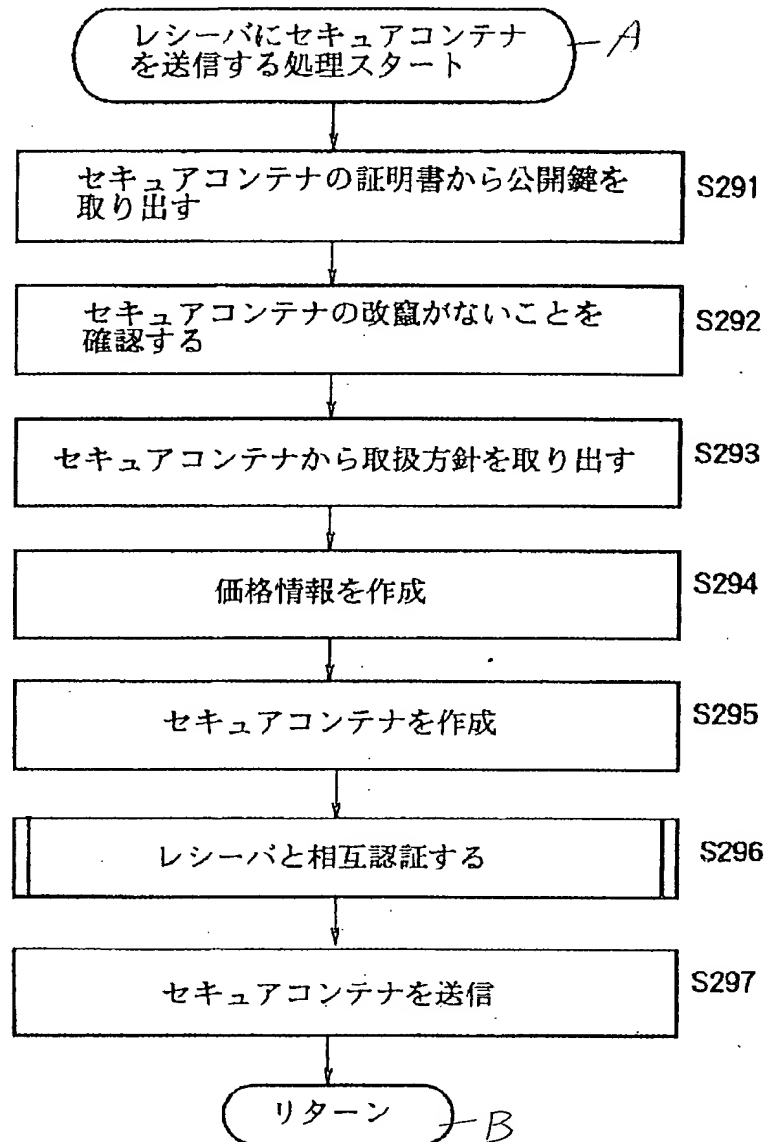 レシーバにセキュアコンテナ
を送信する処理スタート
A
セキュアコンテナの証明書から公開鍵を
取り出す
S291
セキュアコンテナの改竄がないことを
確認する
S292
セキュアコンテナから取扱方針を取り出す
S293
価格情報を作成
S294
セキュアコンテナを作成
S295
レシーバと相互認証する
S296
セキュアコンテナを送信
S297
リターン
B